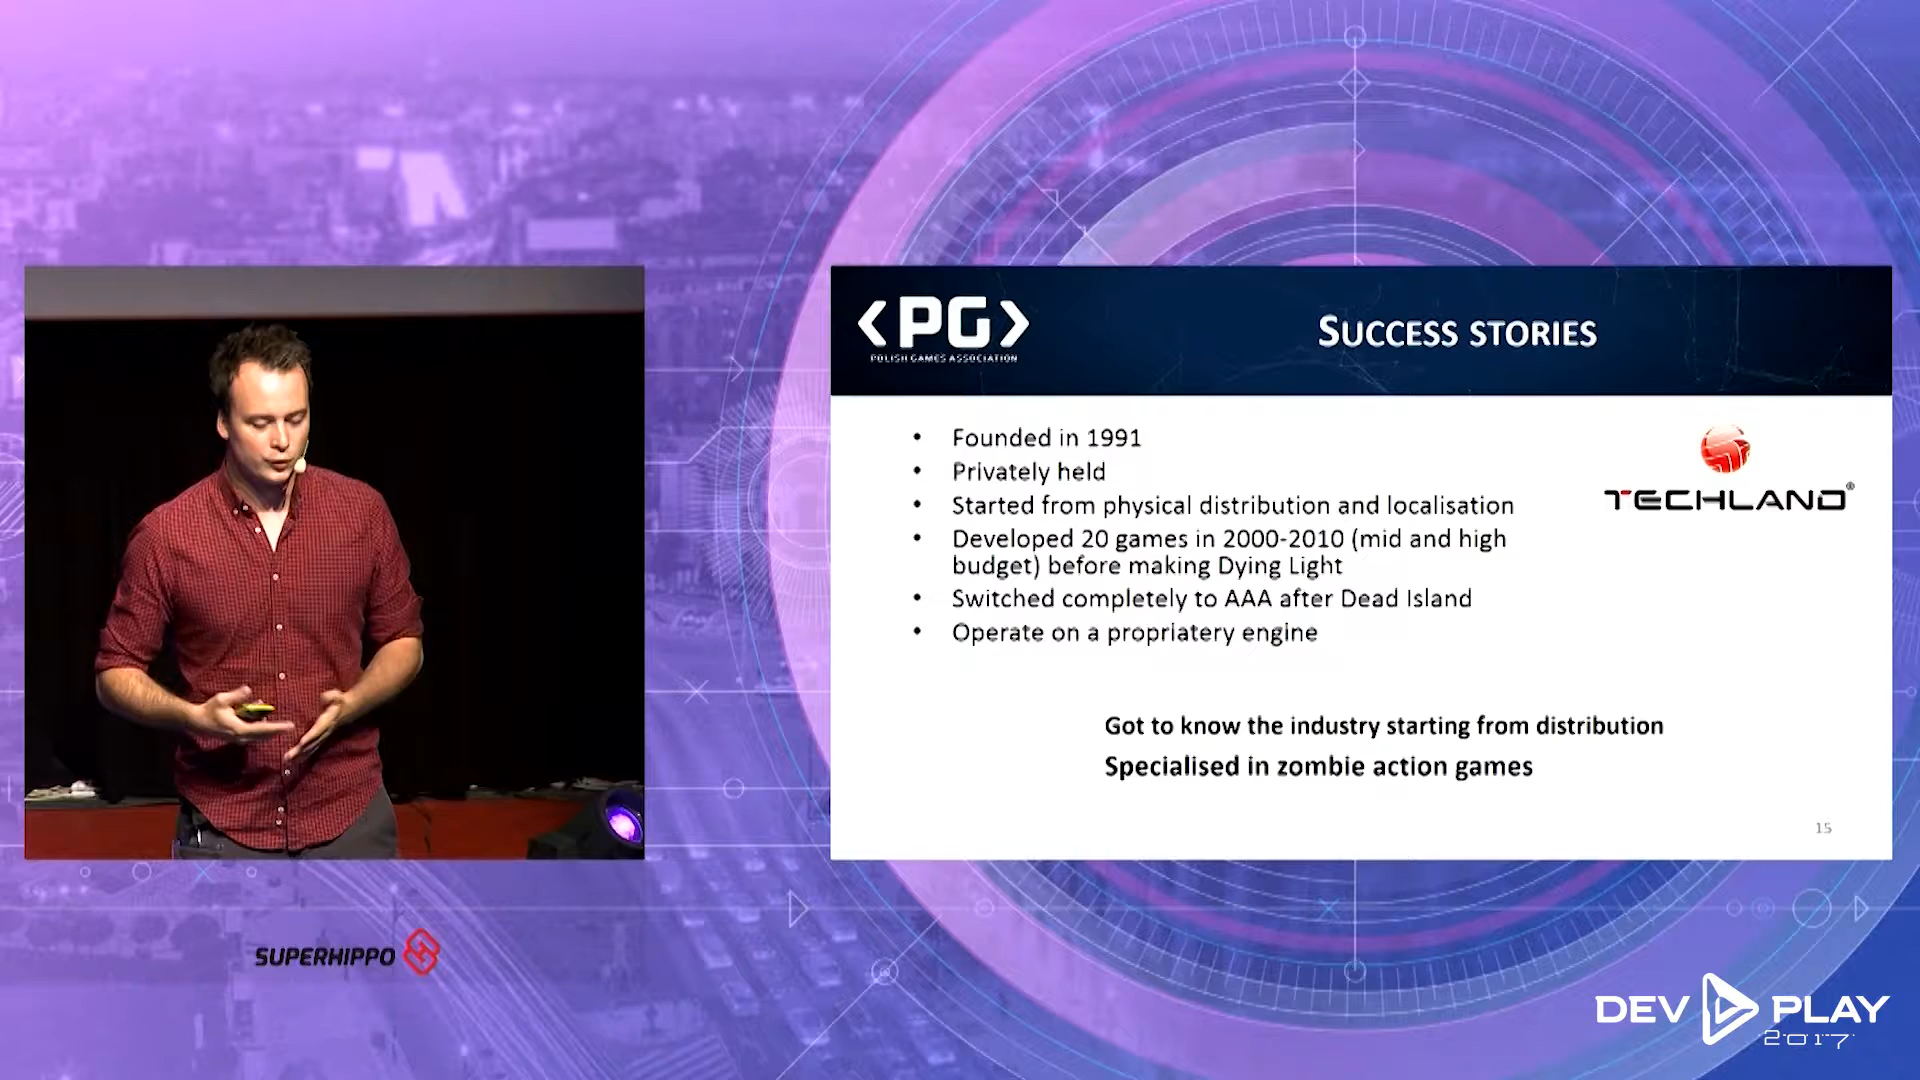 <PG>
POLISH GAMES ASSOCIATION
SUCCESS STORIES
• Founded in 1991
• Privately held
• Started from physical distribution and localisation
• Developed 20 games in 2000-2010 (mid and high
budget) before making Dying Light
• Switched completely to AAA after Dead Island
• Operate on a propriatery engine
TECHLAND®
Got to know the industry starting from distribution
Specialised in zombie action games
15
SUPERHIPPO
DEV PLAY
2017